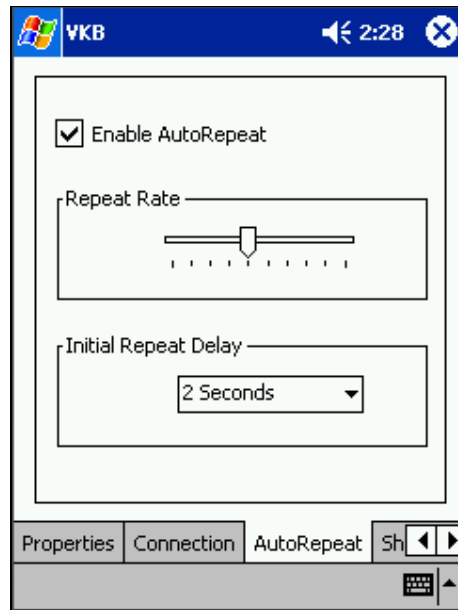 VKB 2:28
Enable AutoRepeat
Repeat Rate
Initial Repeat Delay
2 Seconds
Properties Connection AutoRepeat Sh